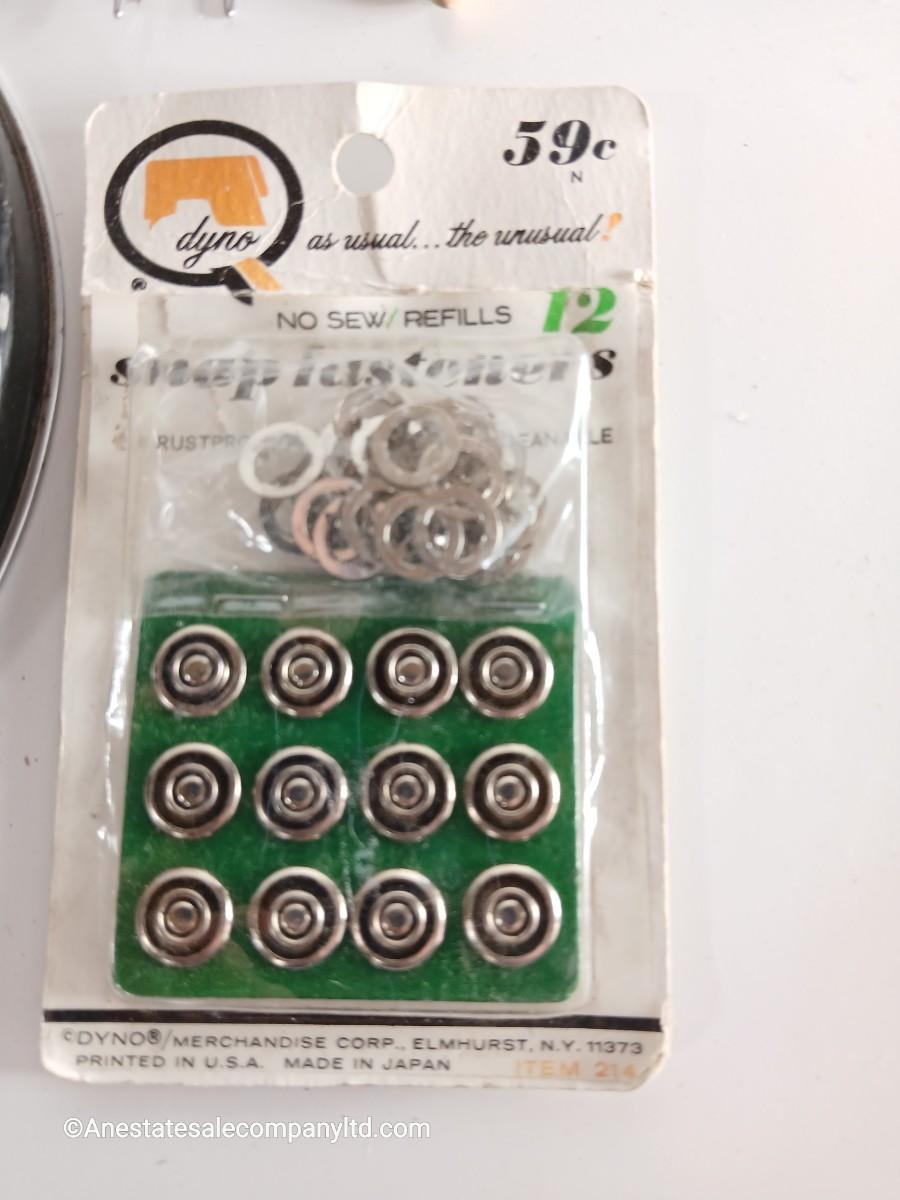 59c
N
dyno as usual... the unusual!
®
NO SEW/REFILLS 12
snap fasteners
©DYNO®/MERCHANDISE CORP., ELMHURST, N.Y. 11373
PRINTED IN U.S.A. MADE IN JAPAN ITEM 214
©Anestatesalecompanyltd.com